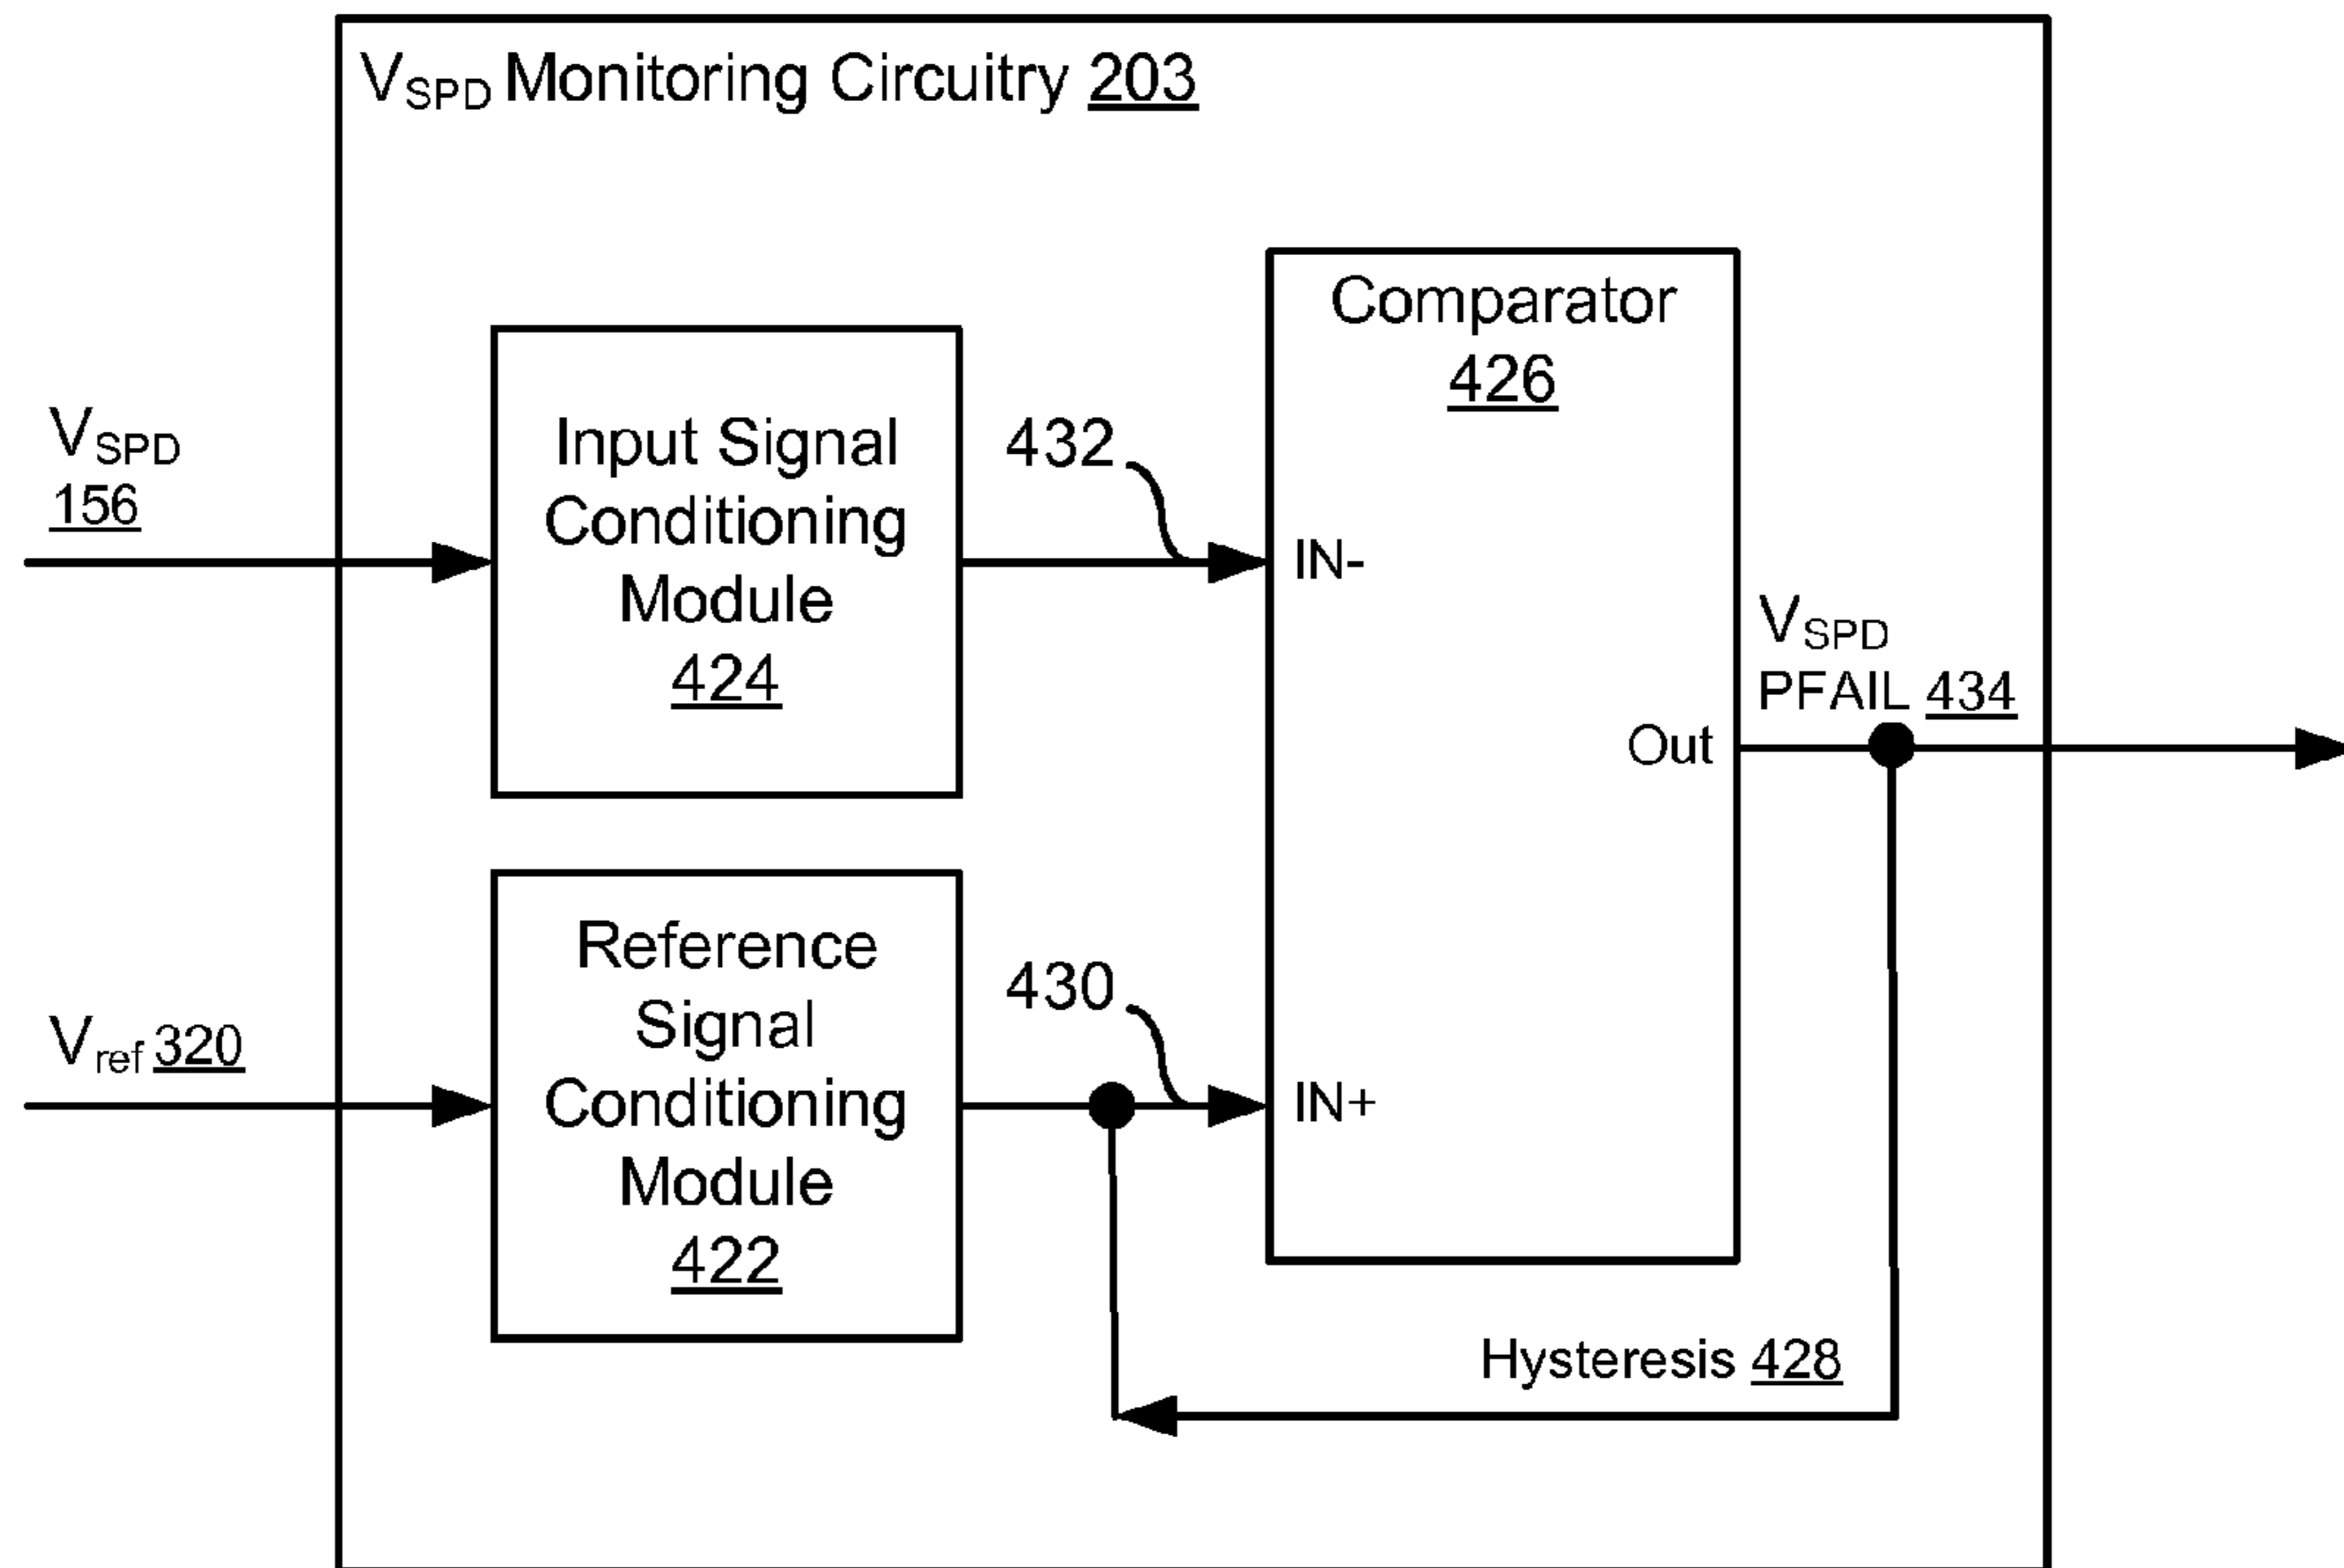 VSPD Monitoring Circuitry 203
VSPD
156
Input Signal
Conditioning
Module
424
432
Comparator
426
IN-
VSPD
PFAIL 434
Out
Vref 320
Reference
Signal
Conditioning
Module
422
430
IN+
Hysteresis 428